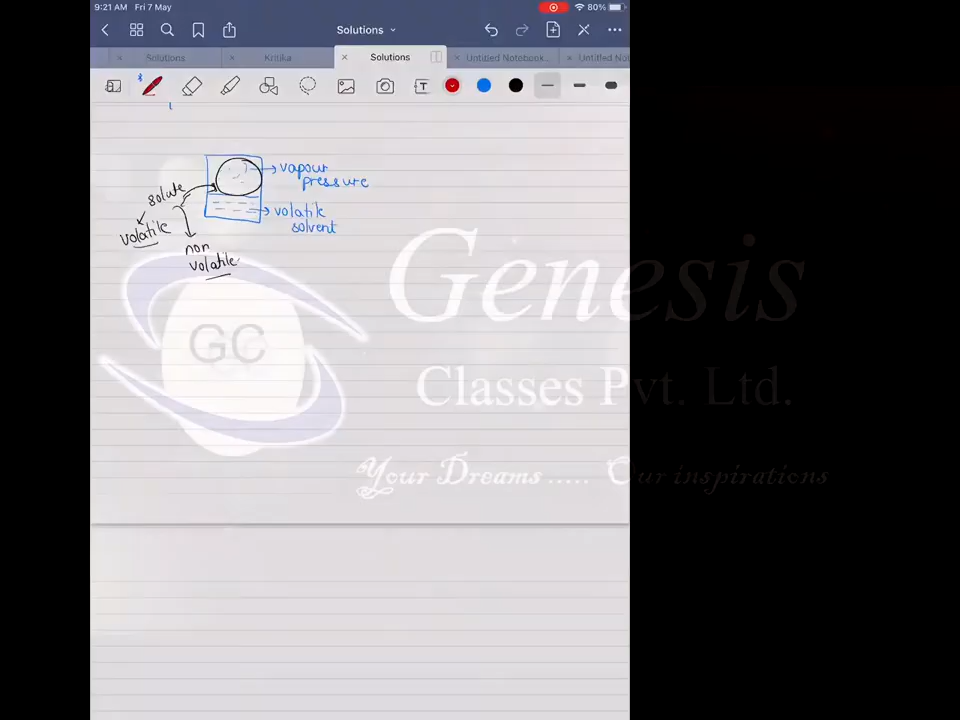 9:21 AM Fri 7 May
80%
Solutions
Solutions
Kritika
Solutions
Untitled Notebook...
Untitled No
vapour
pressure
solute
volatile
solvent
volatile
non
volatile
GC
Genesis
Classes Pvt. Ltd.
Your Dreams ..... Our inspirations